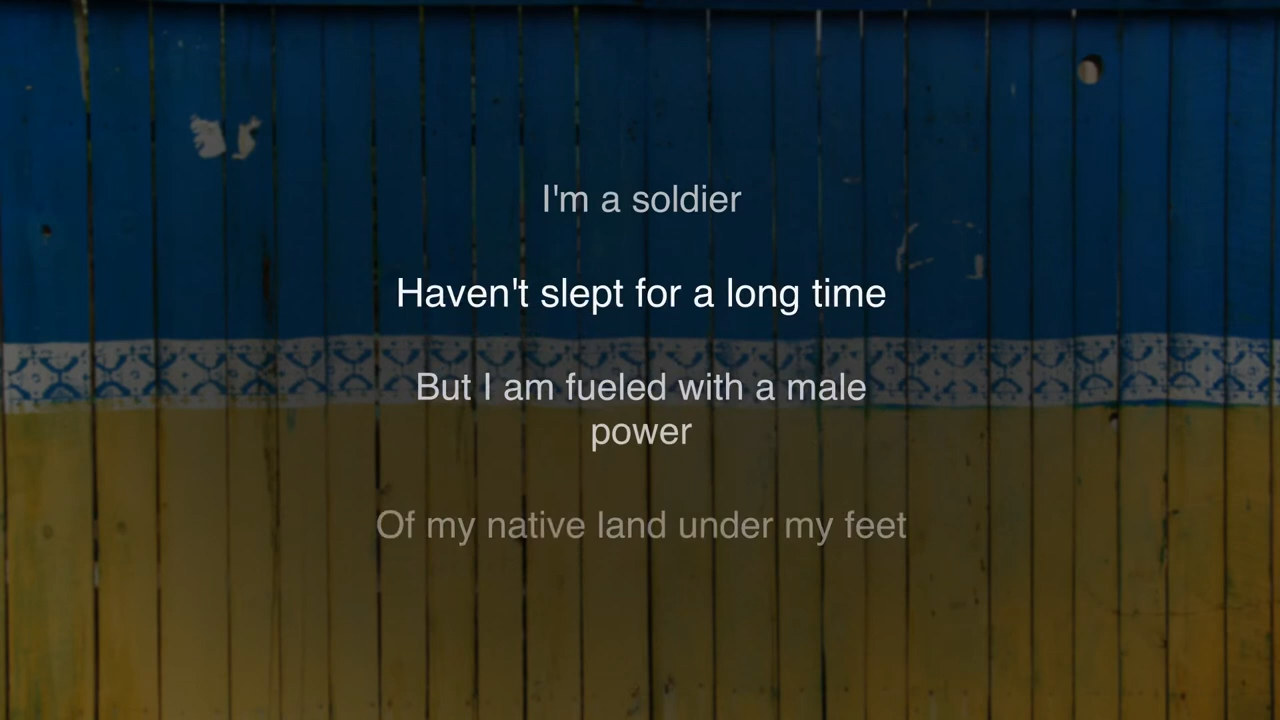 I'm a soldier
Haven't slept for a long time
But I am fueled with a male
power
Of my native land under my feet